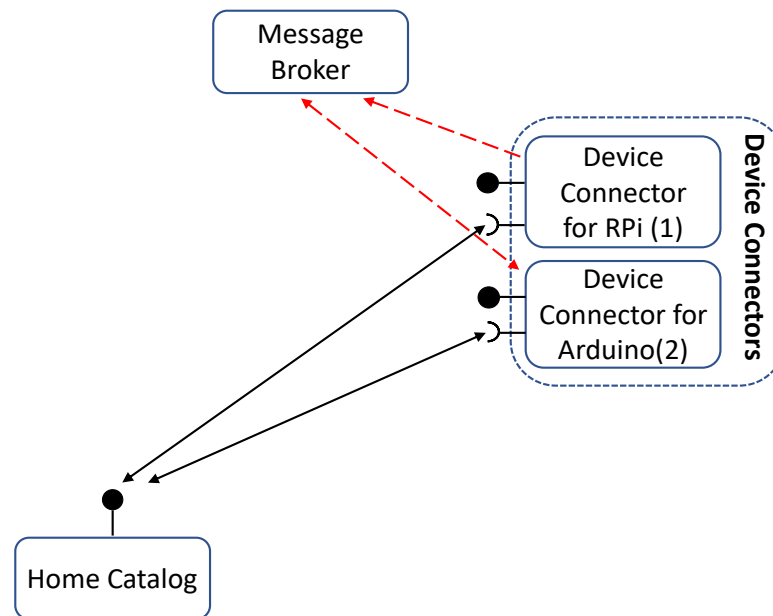 Message
Broker
Device
Connector
for RPi (1)
Device Connectors
Device
Connector for
Arduino(2)
Home Catalog